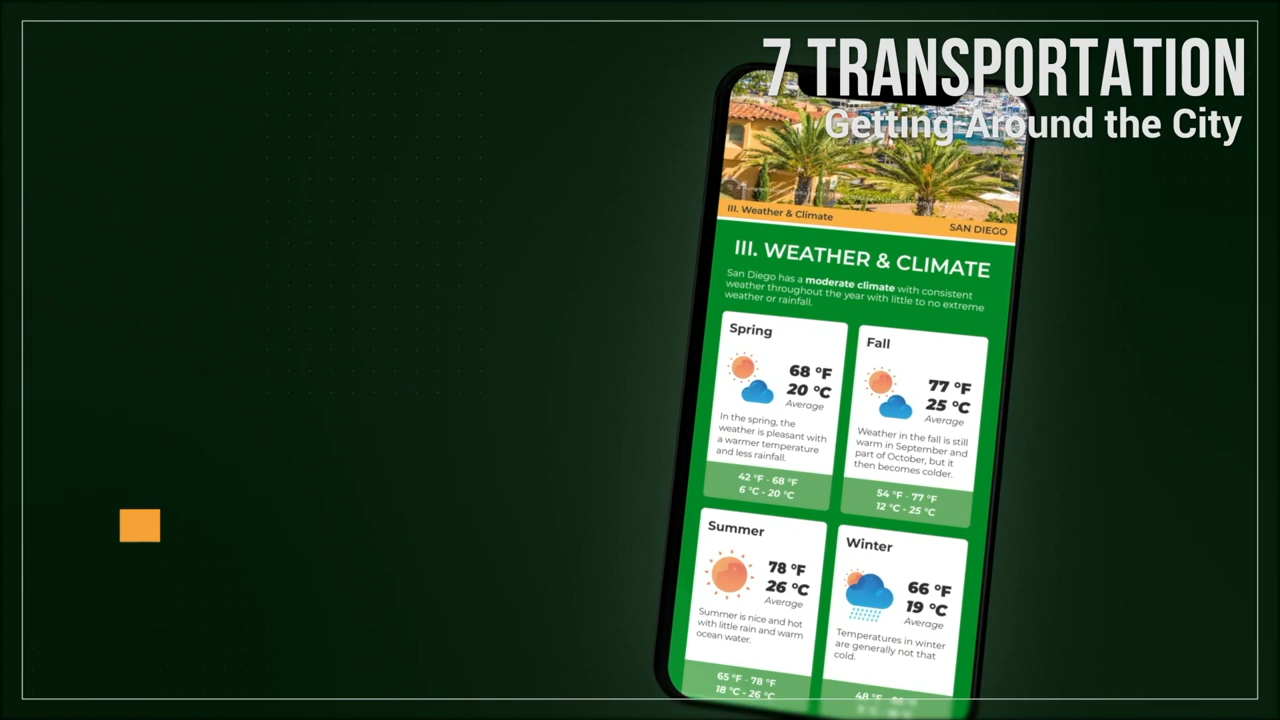 7 TRANSPORTATION
Getting Around the City
III. Weather & Climate
SAN DIEGO
III. WEATHER & CLIMATE
San Diego has a moderate climate with consistent
weather throughout the year with little to no extreme
weather or rainfall.
Spring
68 °F
20 °C
Average
In the spring, the
weather is pleasant with
a warmer temperature
and less rainfall.
42 °F - 68 °F
6 °C - 20 °C
Fall
77 °F
25 °C
Average
Weather in the fall is still
warm in September and
part of October, but it
then becomes colder.
54 °F - 77 °F
12 °C - 25 °C
Summer
78 °F
26 °C
Average
Summer is nice and hot
with little rain and warm
ocean water.
65 °F - 78 °F
18 °C - 26 °C
Winter
66 °F
19 °C
Average
Temperatures in winter
are generally not that
cold.
48 °F